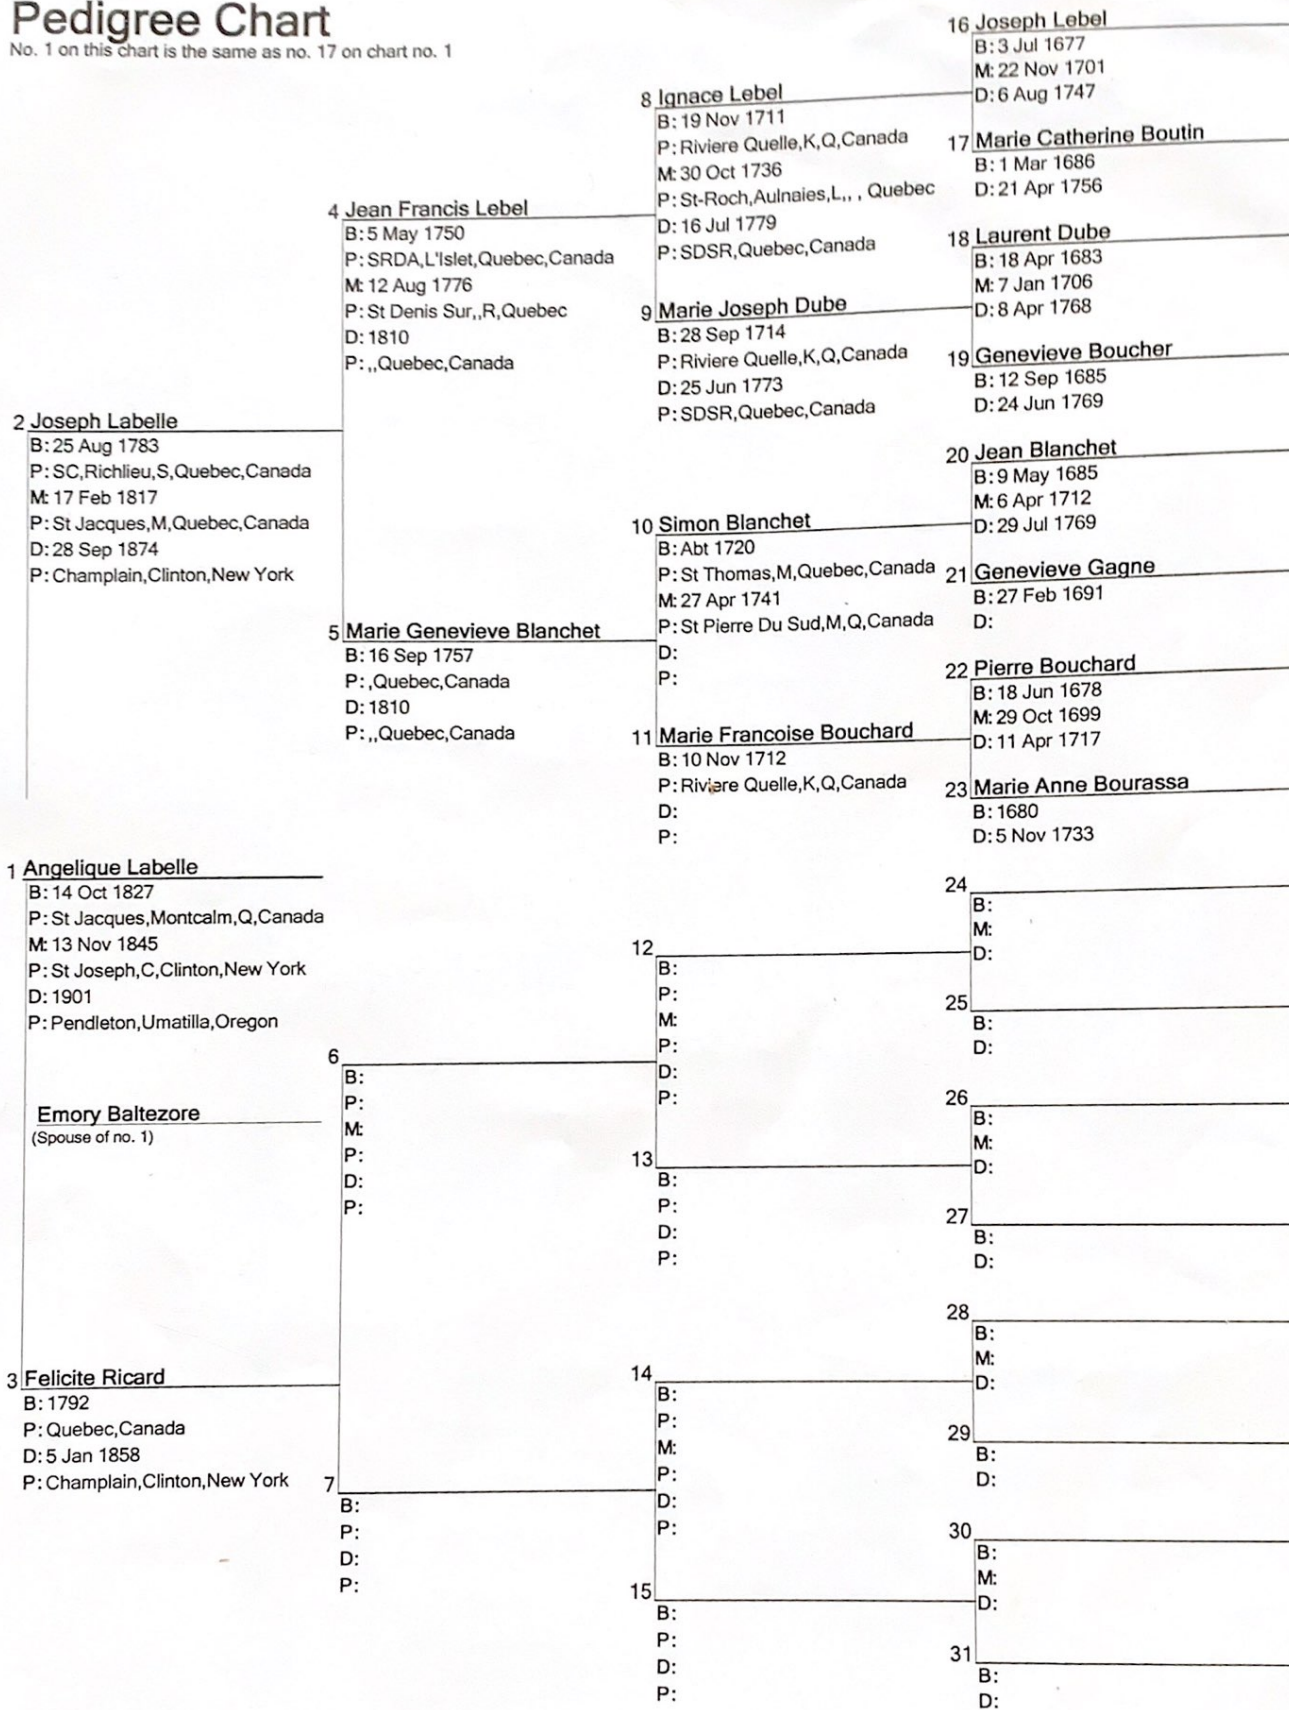 Pedigree Chart
No. 1 on this chart is the same as no. 17 on chart no. 1
16 Joseph Lebel
B: 3 Jul 1677
M: 22 Nov 1701
D: 6 Aug 1747
8 Ignace Lebel
B: 19 Nov 1711
P: Riviere Quelle,K,Q,Canada
M: 30 Oct 1736
P: St-Roch,Aulnaies,L,, , Quebec
D: 16 Jul 1779
P: SDSR,Quebec,Canada
17 Marie Catherine Boutin
B: 1 Mar 1686
D: 21 Apr 1756
4 Jean Francis Lebel
B: 5 May 1750
P: SRDA,L'Islet,Quebec,Canada
M: 12 Aug 1776
P: St Denis Sur,,R,Quebec
D: 1810
P: ,,Quebec,Canada
18 Laurent Dube
B: 18 Apr 1683
M: 7 Jan 1706
D: 8 Apr 1768
9 Marie Joseph Dube
B: 28 Sep 1714
P: Riviere Quelle,K,Q,Canada
D: 25 Jun 1773
P: SDSR,Quebec,Canada
19 Genevieve Boucher
B: 12 Sep 1685
D: 24 Jun 1769
2 Joseph Labelle
B: 25 Aug 1783
P: SC,Richlieu,S,Quebec,Canada
M: 17 Feb 1817
P: St Jacques,M,Quebec,Canada
D: 28 Sep 1874
P: Champlain,Clinton,New York
20 Jean Blanchet
B: 9 May 1685
M: 6 Apr 1712
D: 29 Jul 1769
10 Simon Blanchet
B: Abt 1720
P: St Thomas,M,Quebec,Canada
M: 27 Apr 1741
P: St Pierre Du Sud,M,Q,Canada
D:
P:
21 Genevieve Gagne
B: 27 Feb 1691
D:
5 Marie Genevieve Blanchet
B: 16 Sep 1757
P: ,Quebec,Canada
D: 1810
P: ,,Quebec,Canada
22 Pierre Bouchard
B: 18 Jun 1678
M: 29 Oct 1699
D: 11 Apr 1717
11 Marie Francoise Bouchard
B: 10 Nov 1712
P: Riviere Quelle,K,Q,Canada
D:
P:
23 Marie Anne Bourassa
B: 1680
D: 5 Nov 1733
1 Angelique Labelle
B: 14 Oct 1827
P: St Jacques,Montcalm,Q,Canada
M: 13 Nov 1845
P: St Joseph,C,Clinton,New York
D: 1901
P: Pendleton,Umatilla,Oregon
Emory Baltezore
(Spouse of no. 1)
24
B:
M:
D:
12
B:
P:
M:
P:
D:
P:
25
B:
D:
6
B:
P:
M:
P:
D:
P:
26
B:
M:
D:
13
B:
P:
D:
P:
27
B:
D:
3 Felicite Ricard
B: 1792
P: Quebec,Canada
D: 5 Jan 1858
P: Champlain,Clinton,New York
28
B:
M:
D:
14
B:
P:
M:
P:
D:
P:
29
B:
D:
7
B:
P:
D:
P:
30
B:
M:
D:
15
B:
P:
D:
P:
31
B:
D: